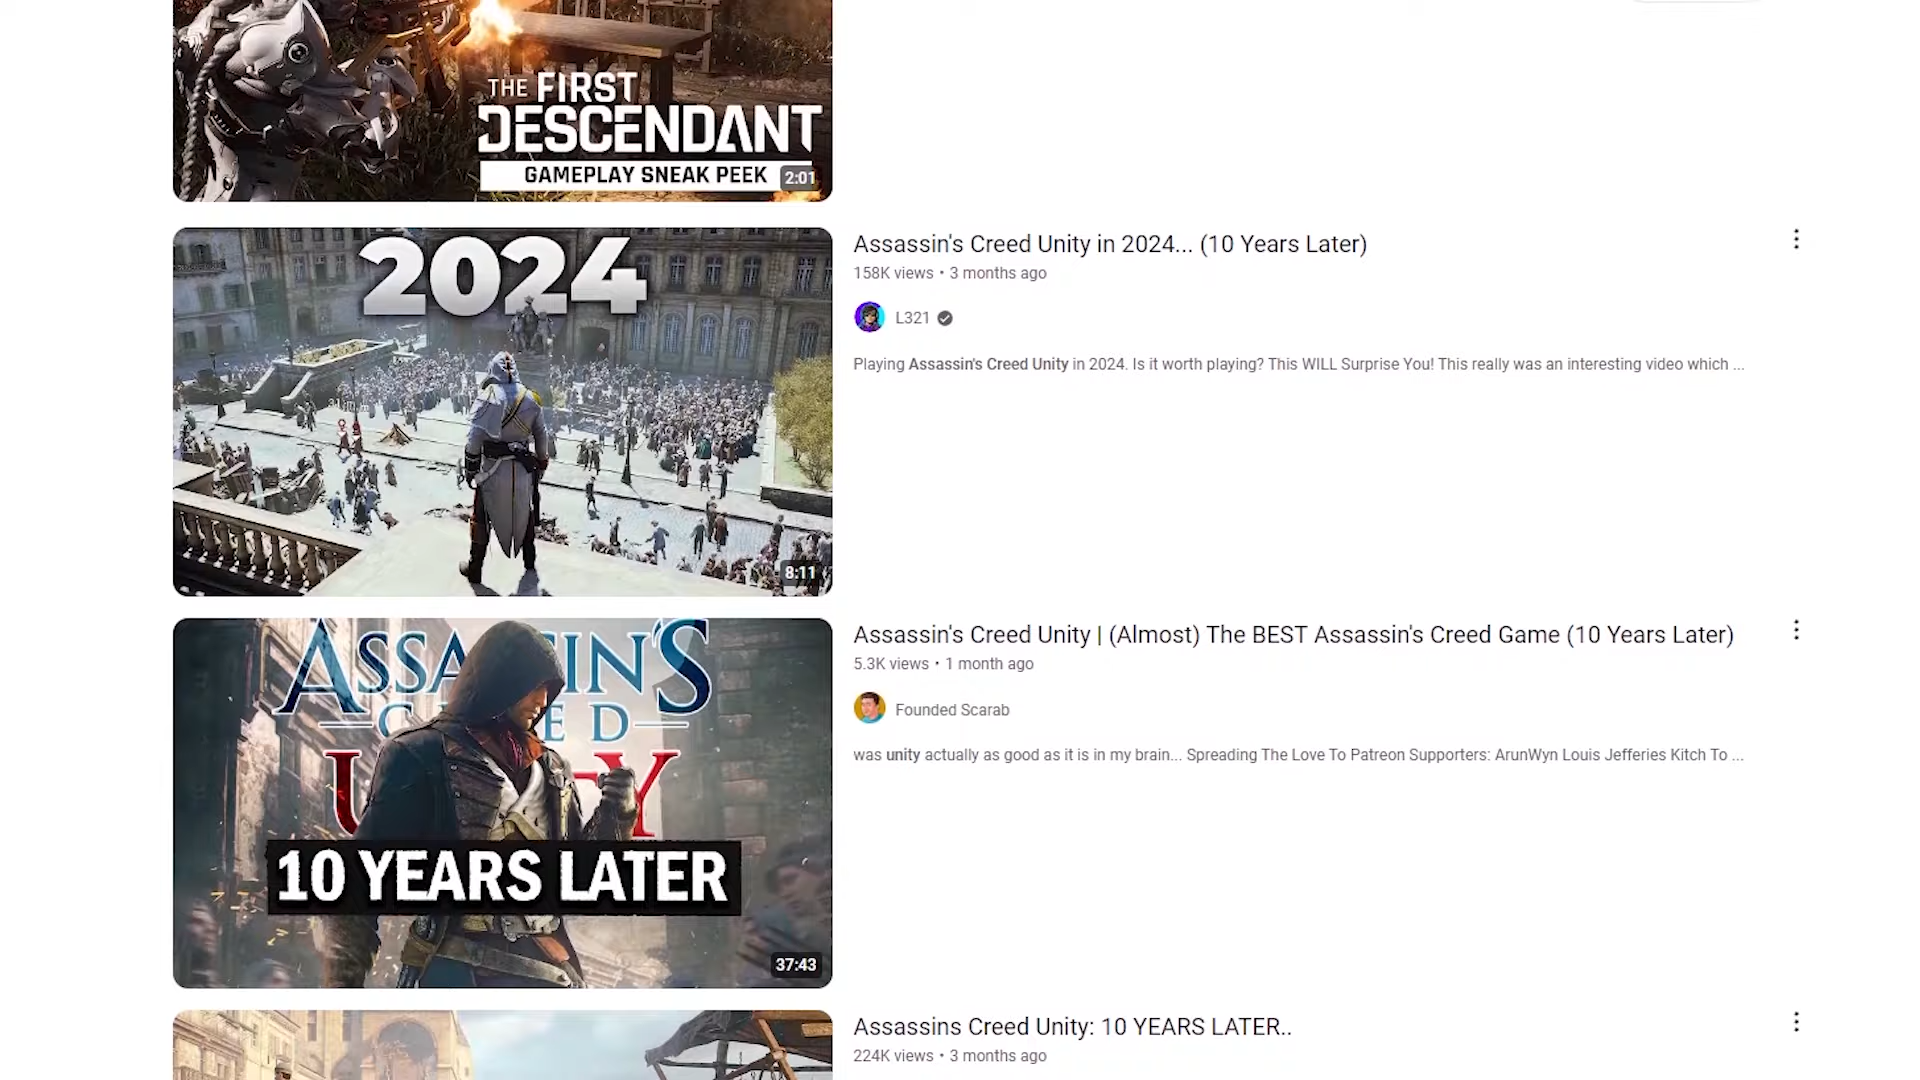 THE FIRST
DESCENDANT
GAMEPLAY SNEAK PEEK
2:01
2024
8:11
Assassin's Creed Unity in 2024... (10 Years Later)
158K views • 3 months ago
L321
Playing Assassin's Creed Unity in 2024. Is it worth playing? This WILL Surprise You! This really was an interesting video which ...
ASSASSIN'S
CREED
UNITY
10 YEARS LATER
37:43
Assassin's Creed Unity | (Almost) The BEST Assassin's Creed Game (10 Years Later)
5.3K views • 1 month ago
Founded Scarab
was unity actually as good as it is in my brain... Spreading The Love To Patreon Supporters: ArunWyn Louis Jefferies Kitch To ...
Assassins Creed Unity: 10 YEARS LATER..
224K views • 3 months ago